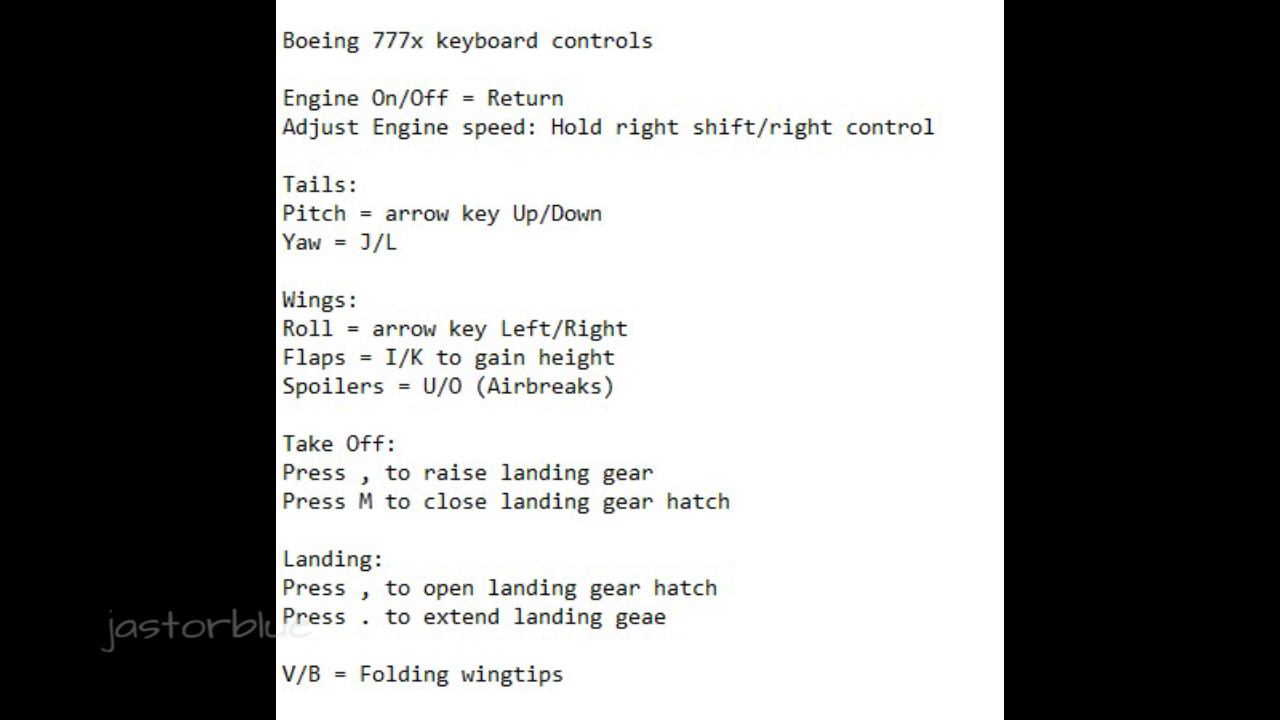 Boeing 777x keyboard controls
Engine On/Off = Return
Adjust Engine speed: Hold right shift/right control
Tails:
Pitch = arrow key Up/Down
Yaw = J/L
Wings:
Roll = arrow key Left/Right
Flaps = I/K to gain height
Spoilers = U/O (Airbreaks)
Take Off:
Press , to raise landing gear
Press M to close landing gear hatch
Landing:
Press , to open landing gear hatch
Press . to extend landing geae
jastorblue
V/B = Folding wingtips